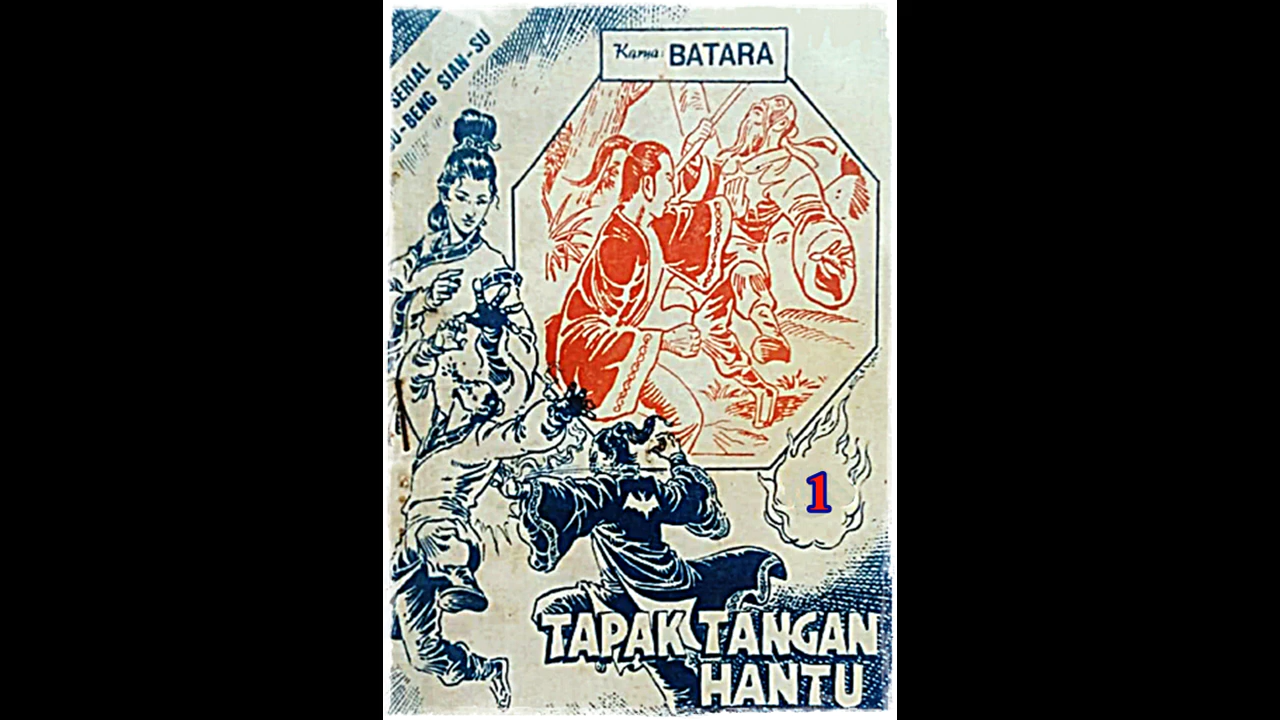 SERIAL
BENG SIAN-SU
Karya: BATARA
1
TAPAK TANGAN
HANTU